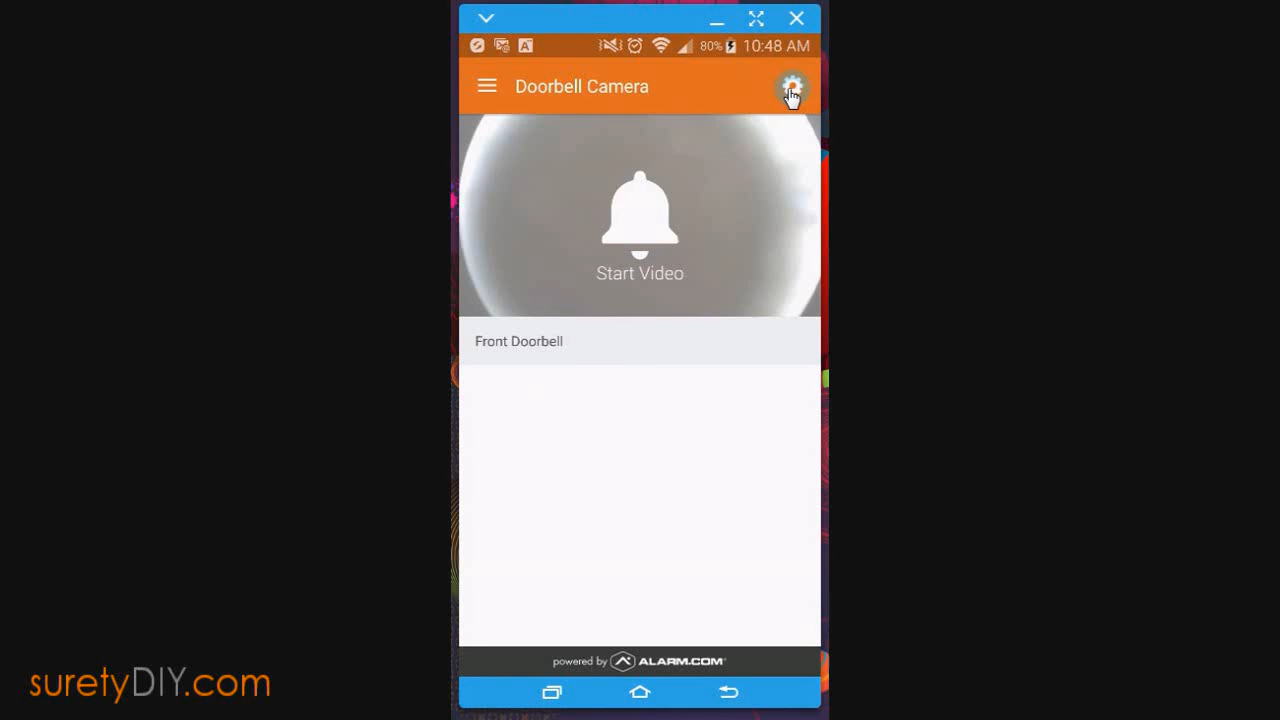 80% 10:48 AM
Doorbell Camera
Start Video
Front Doorbell
powered by ALARM.COM
suretyDIY.com